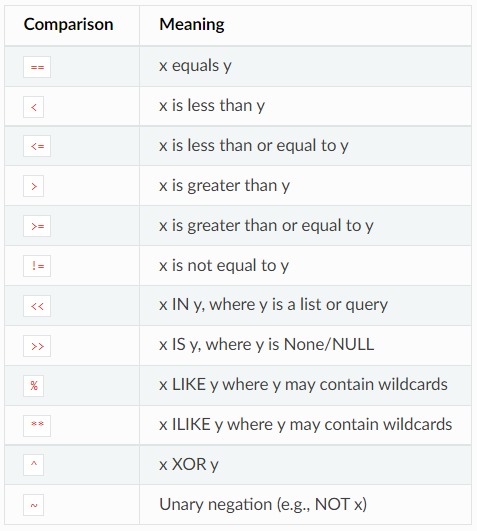 Comparison Meaning
== x equals y
< x is less than y
<= x is less than or equal to y
> x is greater than y
>= x is greater than or equal to y
!= x is not equal to y
<< x IN y, where y is a list or query
>> x IS y, where y is None/NULL
% x LIKE y where y may contain wildcards
** x ILIKE y where y may contain wildcards
^ x XOR y
~ Unary negation (e.g., NOT x)